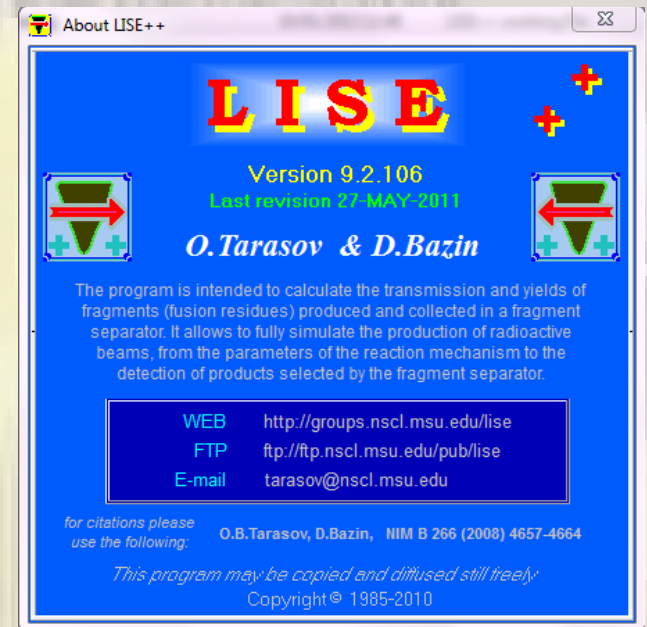 About LISE++
LISE ++
Version 9.2.106
Last revision 27-MAY-2011
O.Tarasov & D.Bazin
The program is intended to calculate the transmission and yields of
fragments (fusion residues) produced and collected in a fragment
separator. It allows to fully simulate the production of radioactive
beams, from the parameters of the reaction mechanism to the
detection of products selected by the fragment separator.
WEB http://groups.nscl.msu.edu/lise
FTP ftp://ftp.nscl.msu.edu/pub/lise
E-mail tarasov@nscl.msu.edu
for citations please
use the following: O.B.Tarasov, D.Bazin, NIM B 266 (2008) 4657-4664
This program may be copied and diffused still freely
Copyright © 1985-2010